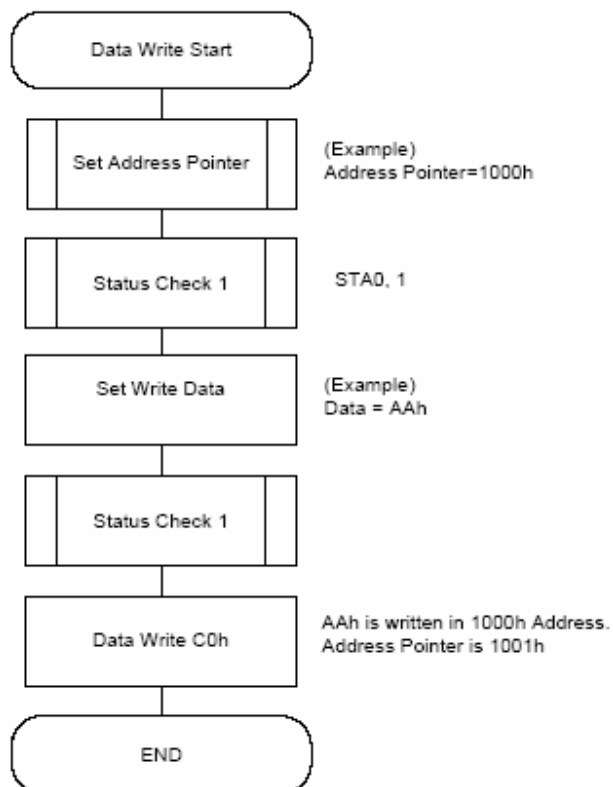 Data Write Start
Set Address Pointer
(Example)
Address Pointer=1000h
Status Check 1
STA0, 1
Set Write Data
(Example)
Data = AAh
Status Check 1
Data Write C0h
AAh is written in 1000h Address.
Address Pointer is 1001h
END